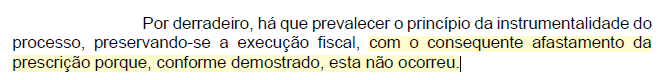 Por derradeiro, há que prevalecer o princípio da instrumentalidade do
processo, preservando-se a execução fiscal, com o consequente afastamento da
prescrição porque, conforme demostrado, esta não ocorreu.